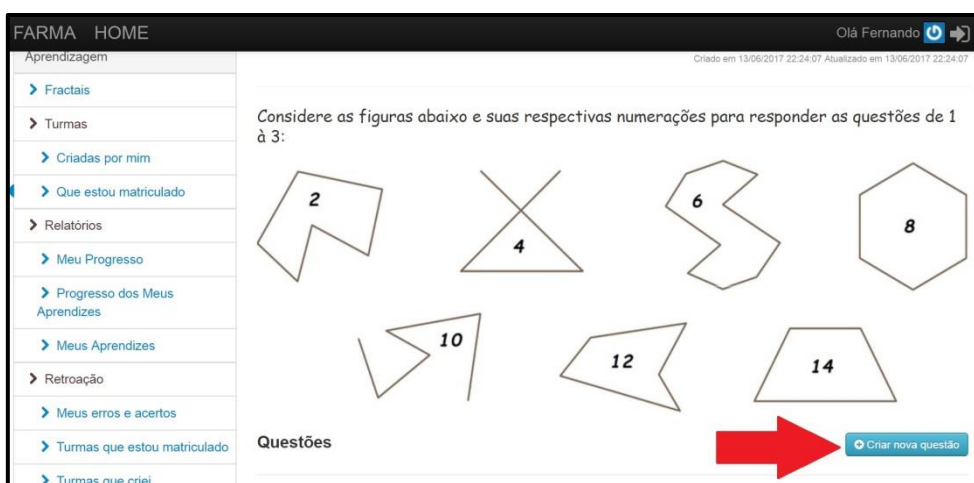 FARMA HOME
Olá Fernando
Aprendizagem
Criado em 13/06/2017 22:24:07 Atualizado em 13/06/2017 22:24:07
Fractais
Turmas
Criadas por mim
Que estou matriculado
Relatórios
Meu Progresso
Progresso dos Meus
Aprendizes
Meus Aprendizes
Retroação
Meus erros e acertos
Turmas que estou matriculado
Turmas que criei
Considere as figuras abaixo e suas respectivas numerações para responder as questões de 1
à 3:
2
4
6
8
10
12
14
Questões
Criar nova questão